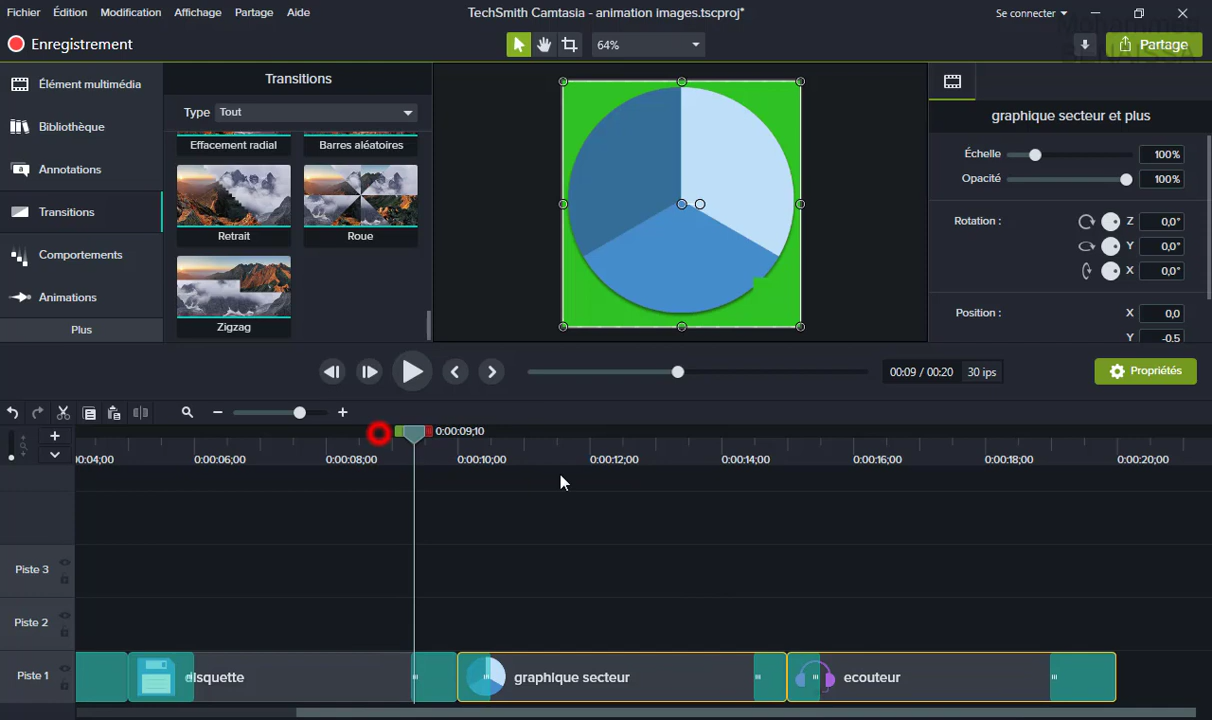 Fichier Édition Modification Affichage Partage Aide
TechSmith Camtasia - animation images.tscproj*
Se connecter
Enregistrement
64%
Partage
Élément multimédia
Bibliothèque
Annotations
Transitions
Comportements
Animations
Plus
Transitions
Type Tout
Effacement radial Barres aléatoires
Retrait Roue
Zigzag
graphique secteur et plus
Échelle 100%
Opacité 100%
Rotation : Z 0,0°
Y 0,0°
X 0,0°
Position : X 0,0
Y -0,5
00:09 / 00:20 30 ips
Propriétés
0:00:09;10
0:04;00 0:00:06;00 0:00:08;00 0:00:10;00 0:00:12;00 0:00:14;00 0:00:16;00 0:00:18;00 0:00:20;00
Piste 3
Piste 2
Piste 1
disquette
graphique secteur
ecouteur